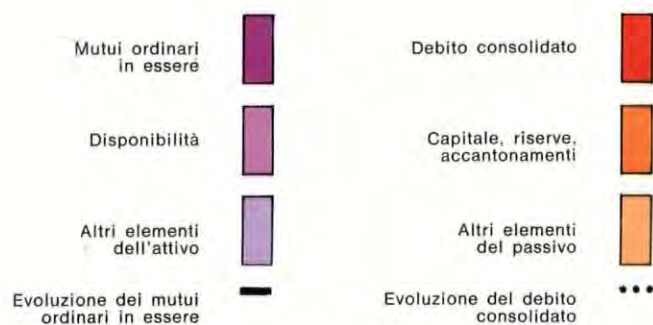 Mutui ordinari
in essere
Disponibilità
Altri elementi
dell'attivo
Evoluzione dei mutui
ordinari in essere
Debito consolidato
Capitale, riserve,
accantonamenti
Altri elementi
del passivo
Evoluzione del debito
consolidato